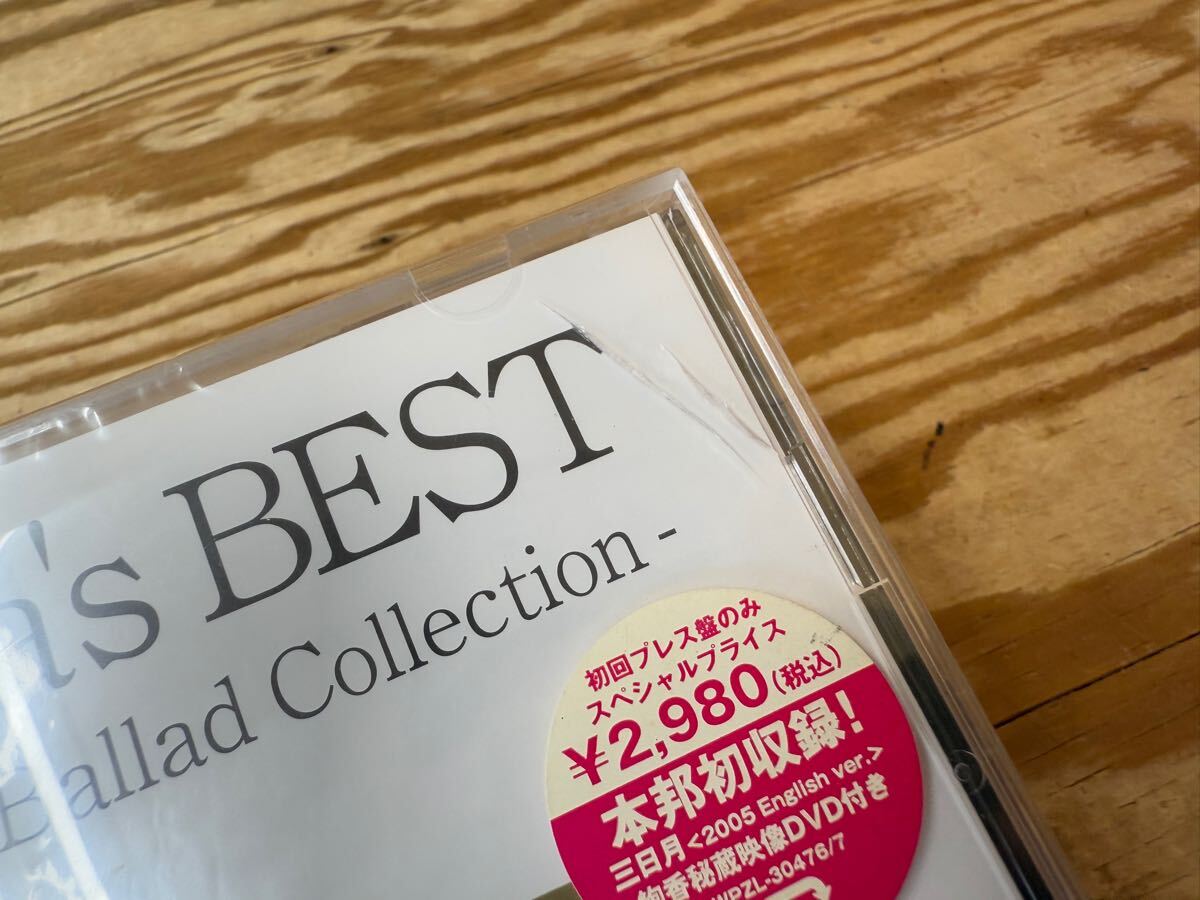 a's BEST
Ballad Collection -
初回プレス盤のみ
スペシャルプライス
¥2,980(税込)
本邦初収録!
三日月<2005 English ver.>
絢香秘蔵映像DVD付き
WPZL-30476/7